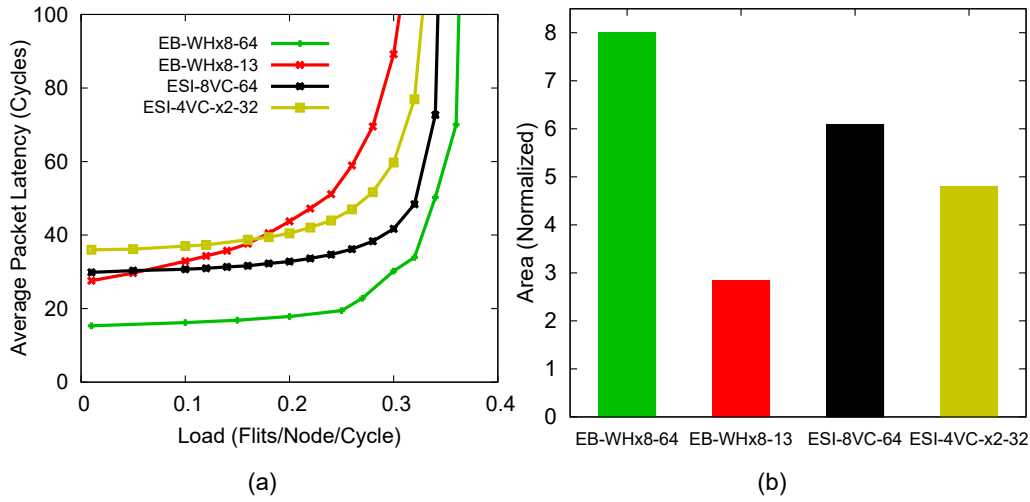 100
80
60
40
20
0
Average Packet Latency (Cycles)
EB-WHx8-64
EB-WHx8-13
ESI-8VC-64
ESI-4VC-x2-32
0
0.1
0.2
0.3
0.4
Load (Flits/Node/Cycle)
(a)
8
7
6
5
4
3
2
1
0
Area (Normalized)
EB-WHx8-64
EB-WHx8-13
ESI-8VC-64
ESI-4VC-x2-32
(b)